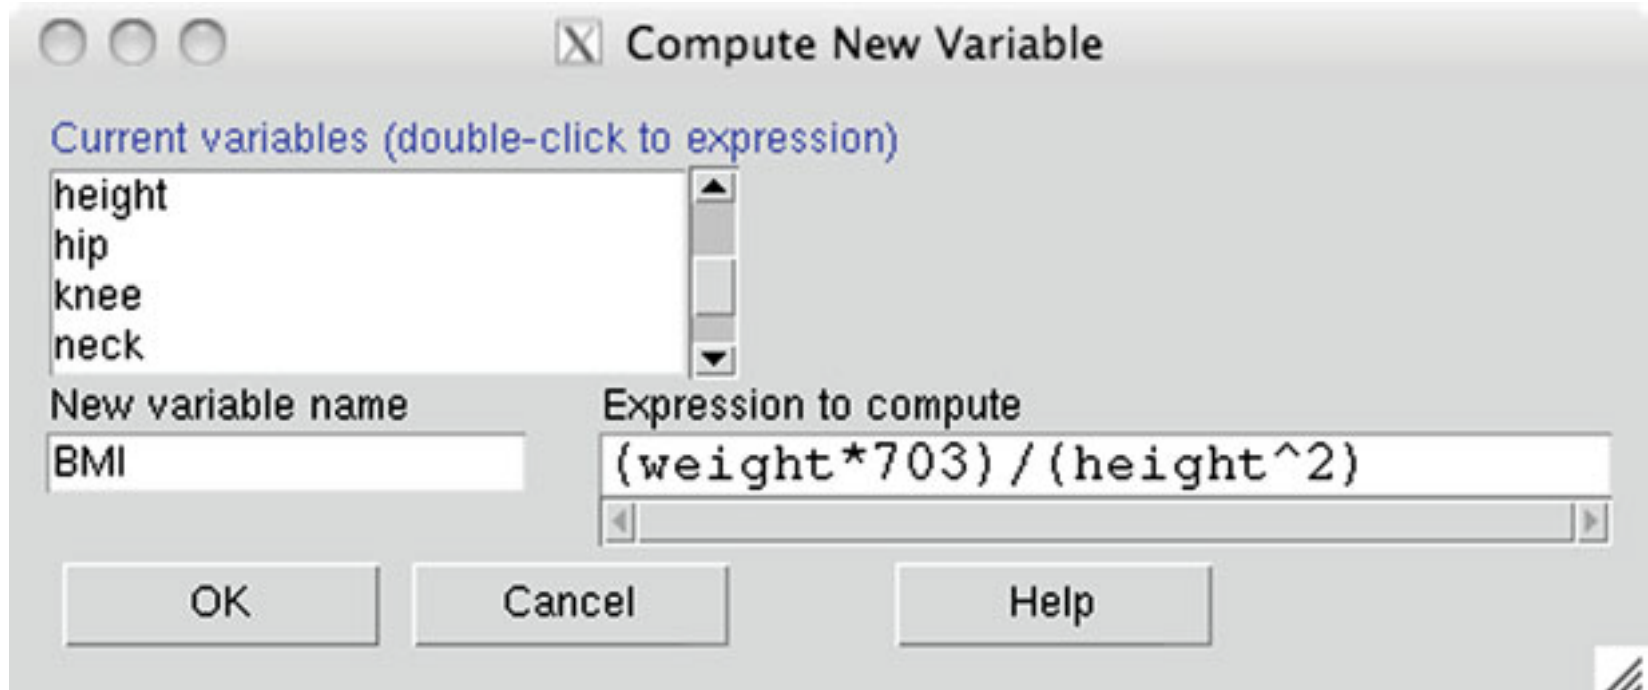 Compute New Variable
Current variables (double-click to expression)
height
hip
knee
neck
New variable name
Expression to compute
BMI
(weight*703)/(height^2)
OK
Cancel
Help